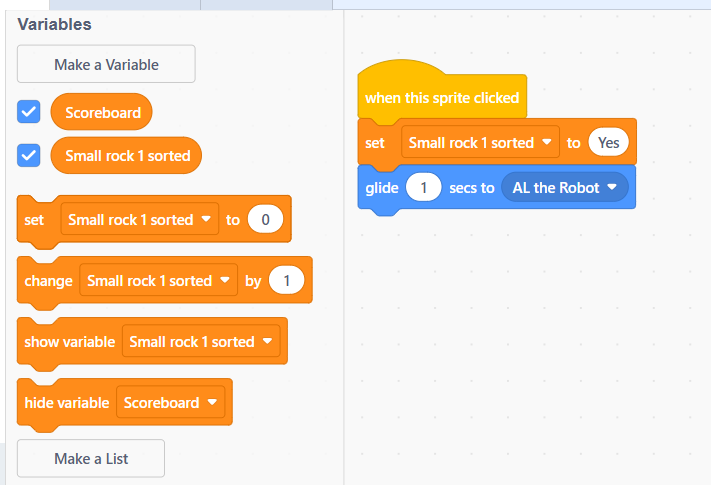 Variables
Make a Variable
Scoreboard
Small rock 1 sorted
set Small rock 1 sorted to 0
change Small rock 1 sorted by 1
show variable Small rock 1 sorted
hide variable Scoreboard
Make a List
when this sprite clicked
set Small rock 1 sorted to Yes
glide 1 secs to AL the Robot